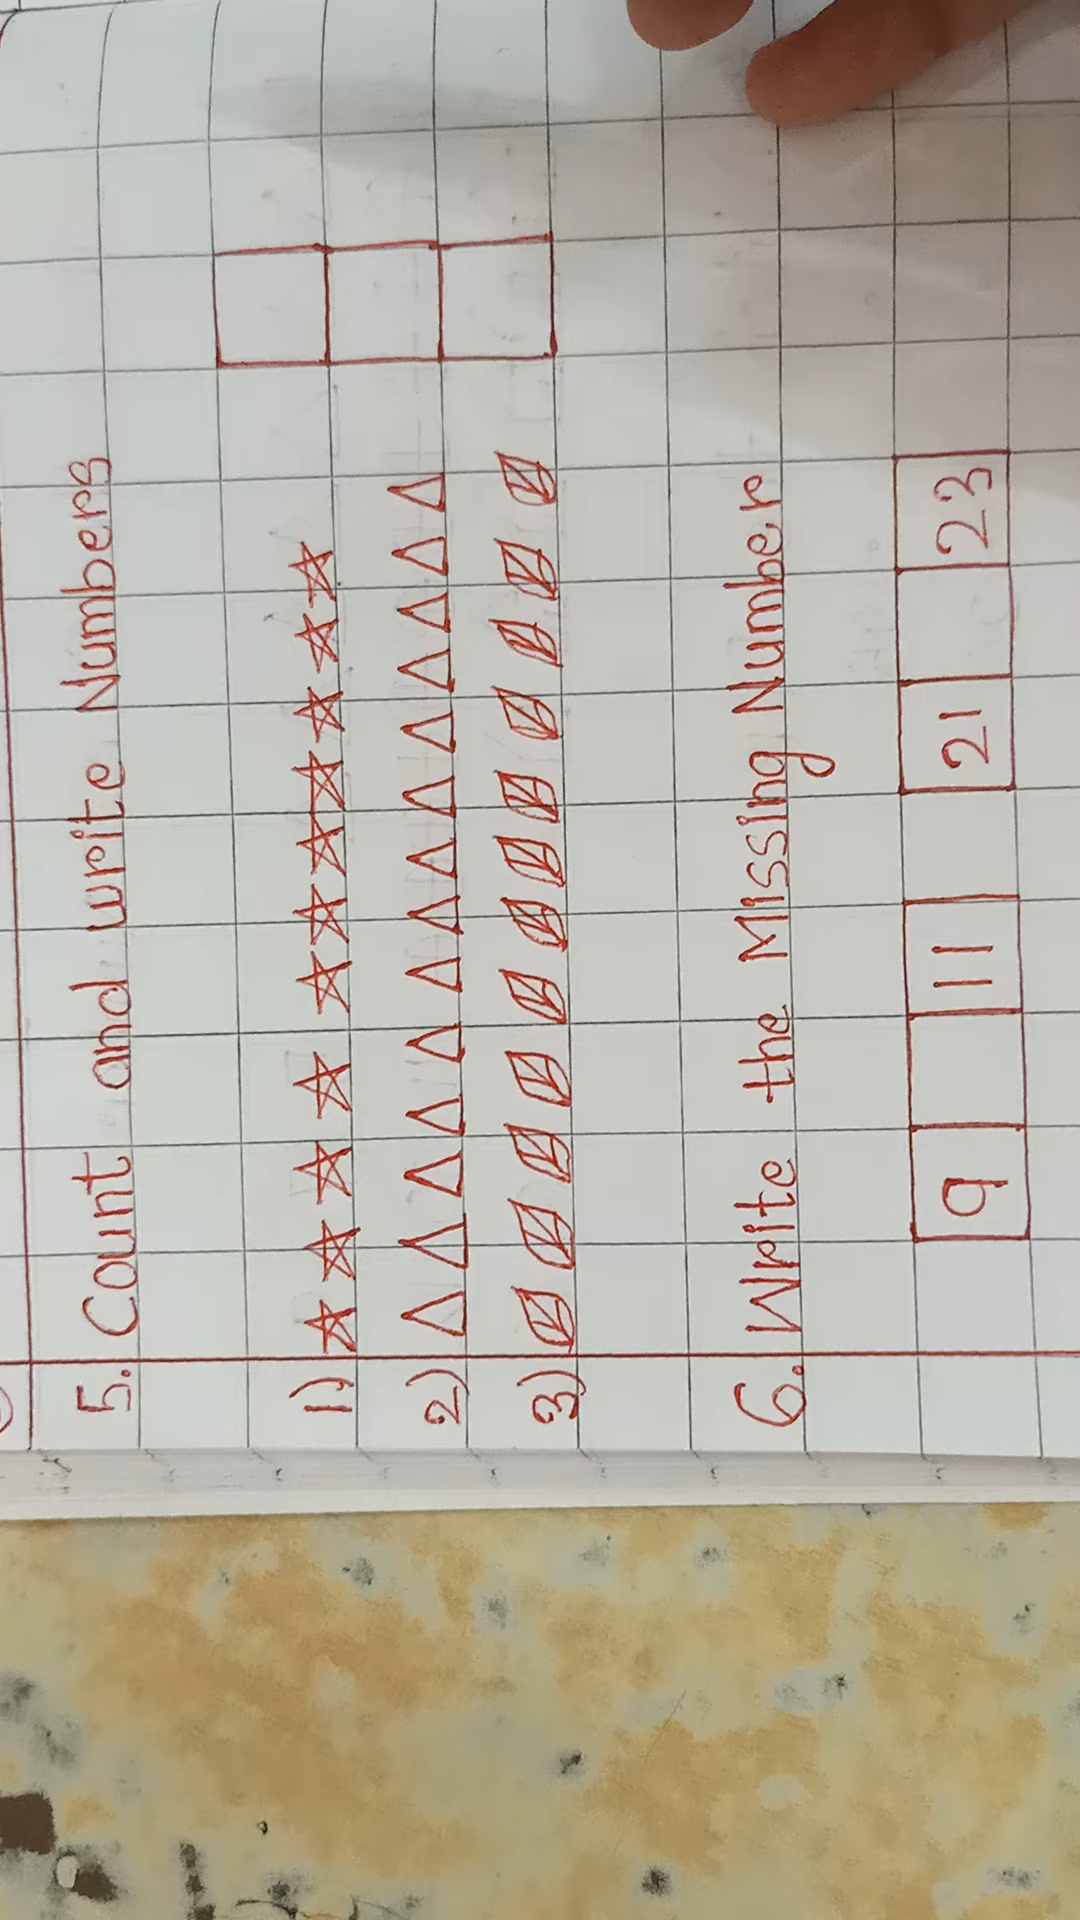 5. Count and write Numbers
1)
2)
3)
6. Write the Missing Number
9 11 21 23